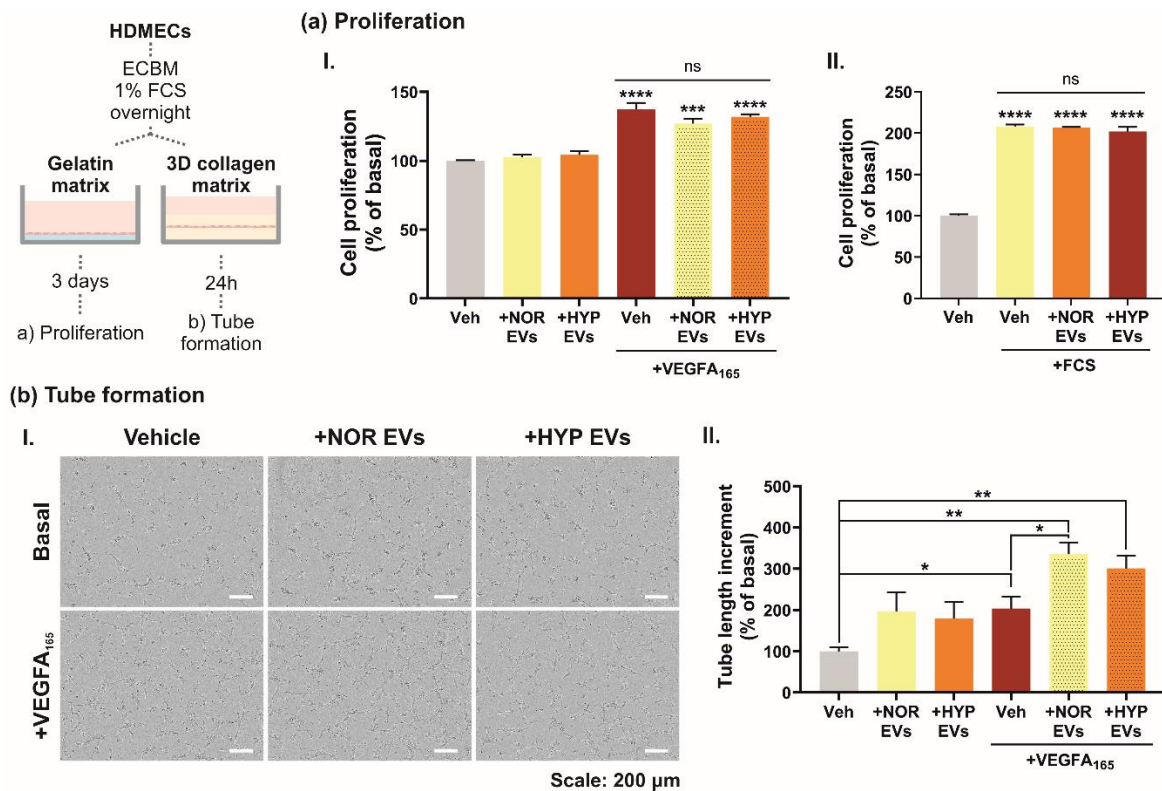 HDMECs
ECBM
1% FCS
overnight
Gelatin
matrix
3D collagen
matrix
3 days
24h
a) Proliferation
b) Tube
formation
(a) Proliferation
I.
Cell proliferation
(% of basal)
150
100
50
0
ns
****
***
****
Veh
+NOR
EVs
+HYP
EVs
Veh
+NOR
EVs
+HYP
EVs
+VEGFA165
II.
Cell proliferation
(% of basal)
250
200
150
100
50
0
ns
****
****
****
Veh
Veh
+NOR
EVs
+HYP
EVs
+FCS
(b) Tube formation
I.
Vehicle
+NOR EVs
+HYP EVs
Basal
+VEGFA165
Scale: 200 µm
II.
Tube length increment
(% of basal)
500
400
300
200
100
0
**
**
*
*
Veh
+NOR
EVs
+HYP
EVs
Veh
+NOR
EVs
+HYP
EVs
+VEGFA165